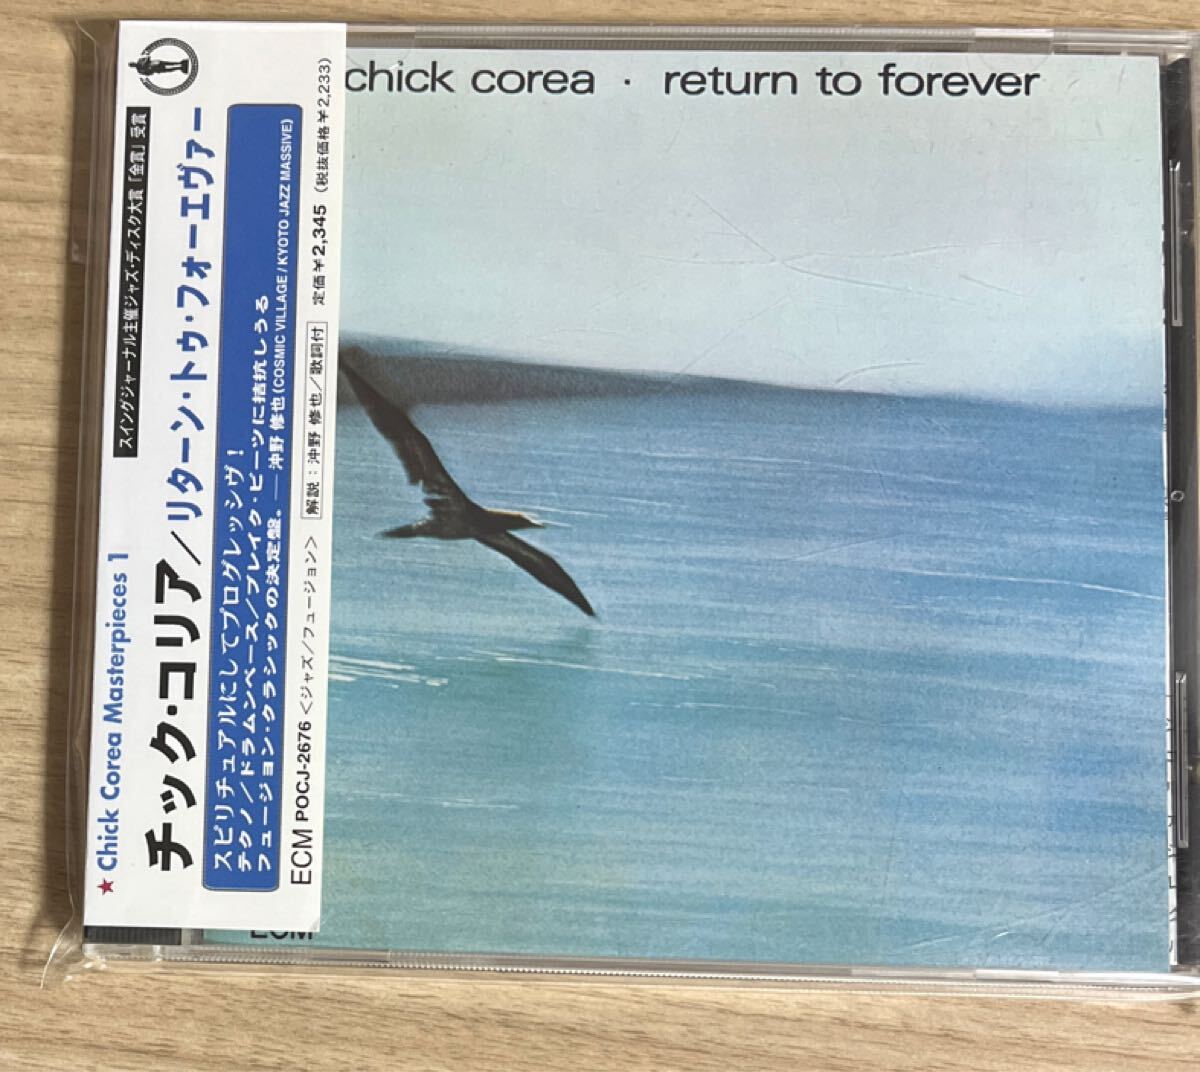 chick corea · return to forever
スイングジャーナル主催ジャズ・ディスク大賞「金賞」受賞
★ Chick Corea Masterpieces 1
チック・コリア/リターン・トゥ・フォーエヴァー
スピリチュアルにしてプログレッシヴ!
テクノ/ドラムンベース/ブレイク・ビーツに拮抗しうる
フュージョン・クラシックの決定盤。— 沖野 修也(COSMIC VILLAGE / KYOTO JAZZ MASSIVE)
ECM POCJ-2676 <ジャズ/フュージョン> 解説:沖野 修也/歌詞付 定価¥2,345 (税抜価格¥2,233)
ECM